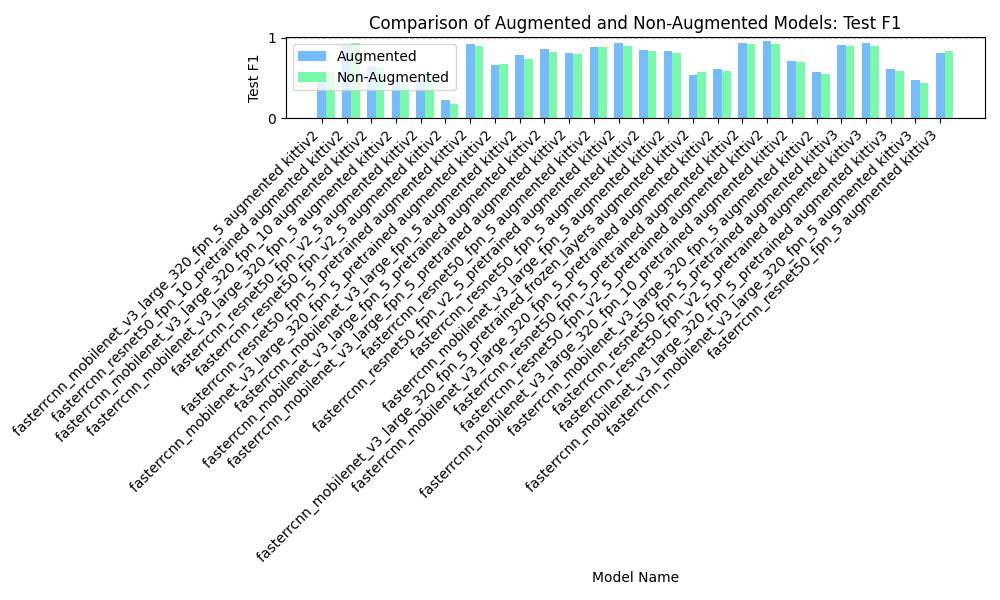 Comparison of Augmented and Non-Augmented Models: Test F1
Test F1
1
0
Augmented
Non-Augmented
fasterrcnn_mobilenet_v3_large_320_fpn_5 augmented kittiv2
fasterrcnn_resnet50_fpn_10_pretrained augmented kittiv2
fasterrcnn_mobilenet_v3_large_320_fpn_10 augmented kittiv2
fasterrcnn_mobilenet_v3_large_320_fpn_5 augmented kittiv2
fasterrcnn_resnet50_fpn_v2_5 augmented kittiv2
fasterrcnn_resnet50_fpn_v2_5 augmented kittiv2
fasterrcnn_resnet50_fpn_5_pretrained augmented kittiv2
fasterrcnn_mobilenet_v3_large_320_fpn_5_pretrained augmented kittiv2
fasterrcnn_mobilenet_v3_large_fpn_5 augmented kittiv2
fasterrcnn_mobilenet_v3_large_fpn_5_pretrained augmented kittiv2
fasterrcnn_mobilenet_v3_large_fpn_5_pretrained augmented kittiv2
fasterrcnn_resnet50_fpn_5 augmented kittiv2
fasterrcnn_resnet50_fpn_v2_5_pretrained augmented kittiv2
fasterrcnn_resnet50_fpn_5 augmented kittiv2
fasterrcnn_mobilenet_v3_large_fpn_5 augmented kittiv2
fasterrcnn_mobilenet_v3_large_320_fpn_5_pretrained_frozen_layers augmented kittiv2
fasterrcnn_mobilenet_v3_large_320_fpn_5_pretrained augmented kittiv2
fasterrcnn_resnet50_fpn_5_pretrained augmented kittiv2
fasterrcnn_resnet50_fpn_v2_5_pretrained augmented kittiv2
fasterrcnn_mobilenet_v3_large_320_fpn_10_pretrained augmented kittiv2
fasterrcnn_mobilenet_v3_large_320_fpn_5 augmented kittiv2
fasterrcnn_resnet50_fpn_5_pretrained augmented kittiv3
fasterrcnn_resnet50_fpn_v2_5_pretrained augmented kittiv3
fasterrcnn_mobilenet_v3_large_320_fpn_5_pretrained augmented kittiv3
fasterrcnn_mobilenet_v3_large_320_fpn_5 augmented kittiv3
fasterrcnn_resnet50_fpn_5 augmented kittiv3
Model Name